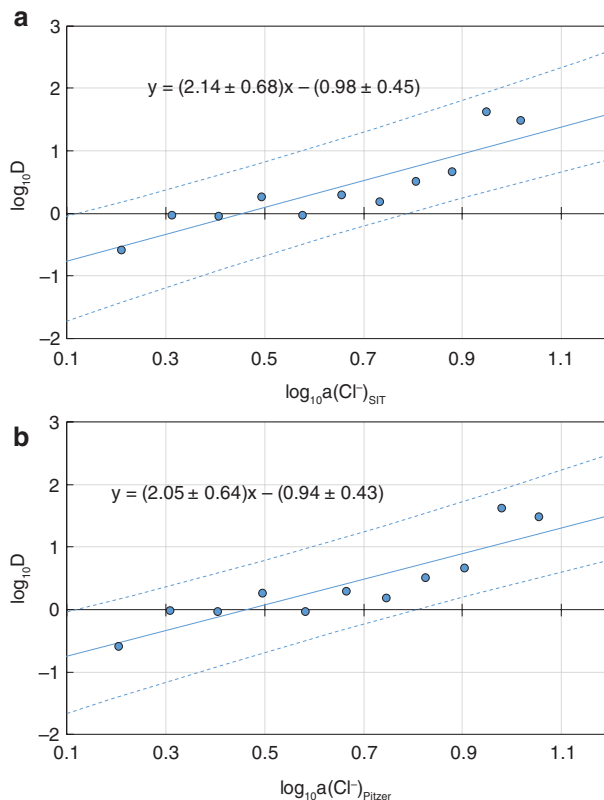 a
3
2
y = (2.14 ± 0.68)x – (0.98 ± 0.45)
1
log₁₀D
0
–1
–2
0.1 0.3 0.5 0.7 0.9 1.1
log₁₀a(Cl⁻)SIT
b
3
2
y = (2.05 ± 0.64)x – (0.94 ± 0.43)
1
log₁₀D
0
–1
–2
0.1 0.3 0.5 0.7 0.9 1.1
log₁₀a(Cl⁻)Pitzer